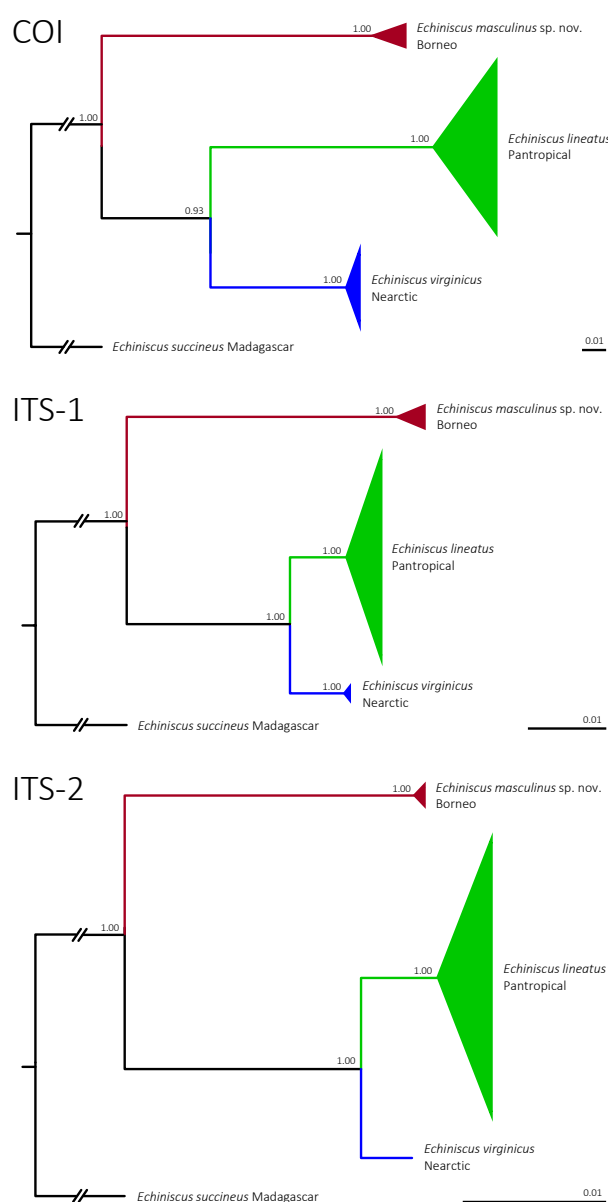 COI
1.00
Echiniscus masculinus sp. nov.
Borneo
1.00
1.00
Echiniscus lineatus
Pantropical
0.93
1.00
Echiniscus virginicus
Nearctic
Echiniscus succineus Madagascar
0.01
ITS-1
1.00
Echiniscus masculinus sp. nov.
Borneo
1.00
1.00
Echiniscus lineatus
Pantropical
1.00
1.00
Echiniscus virginicus
Nearctic
Echiniscus succineus Madagascar
0.01
ITS-2
1.00
Echiniscus masculinus sp. nov.
Borneo
1.00
1.00
Echiniscus lineatus
Pantropical
1.00
Echiniscus virginicus
Nearctic
Echiniscus succineus Madagascar
0.01